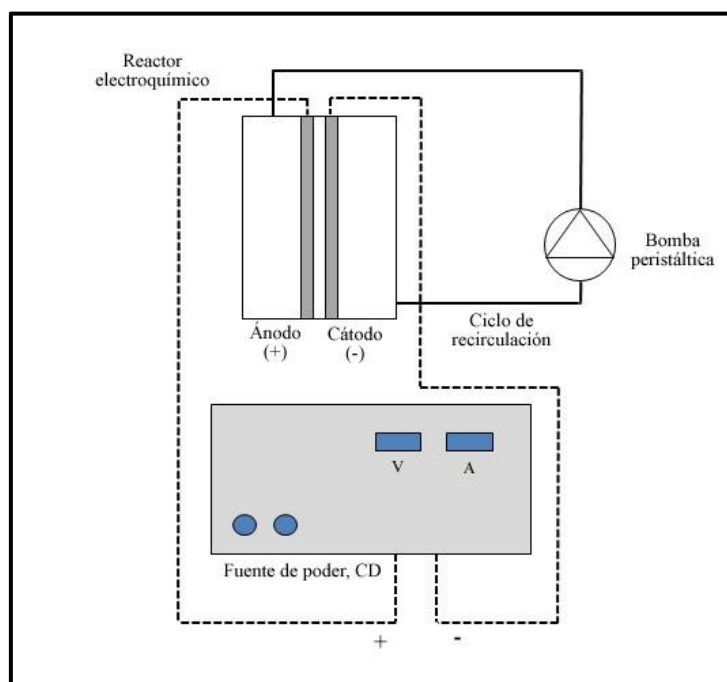 Reactor
electroquímico
Bomba
peristáltica
Ciclo de
recirculación
Ánodo
(+)
Cátodo
(-)
V
A
Fuente de poder, CD
+
-